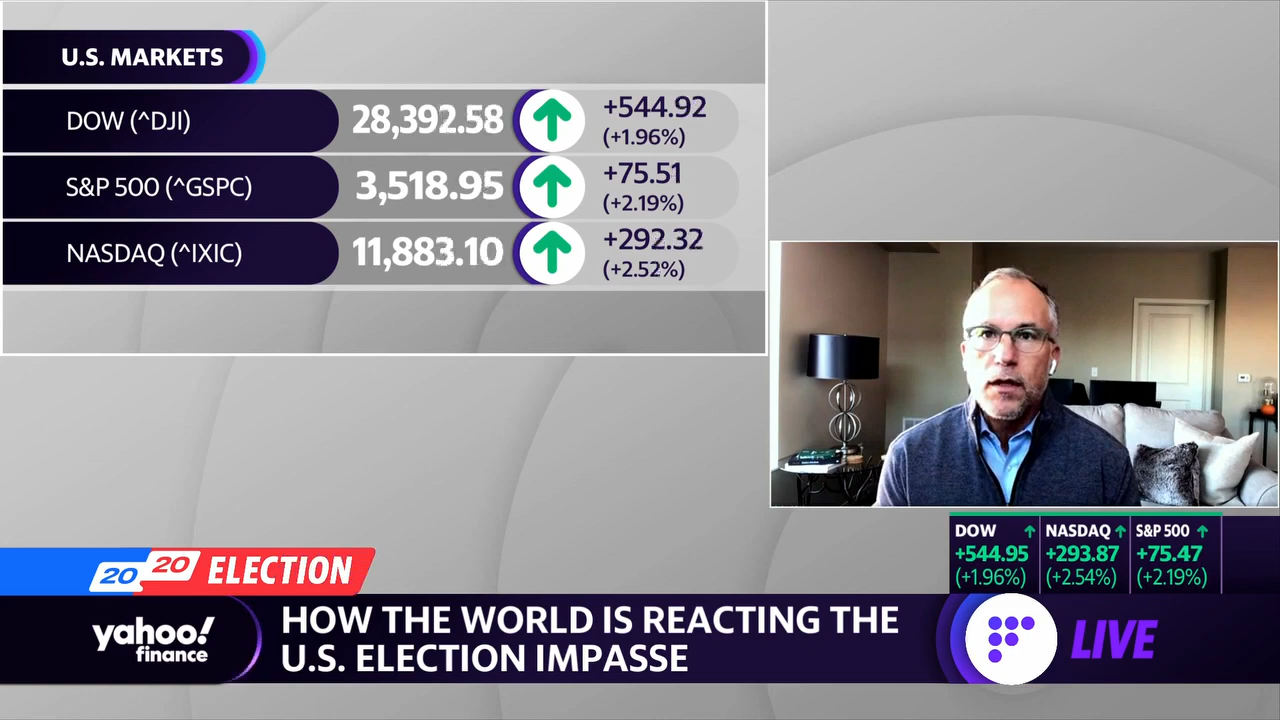 U.S. MARKETS
DOW (^DJI) 28,392.58 +544.92
(+1.96%)
S&P 500 (^GSPC) 3,518.95 +75.51
(+2.19%)
NASDAQ (^IXIC) 11,883.10 +292.32
(+2.52%)
DOW NASDAQ S&P 500
+544.95 +293.87 +75.47
(+1.96%) (+2.54%) (+2.19%)
2020 ELECTION
yahoo!
finance
HOW THE WORLD IS REACTING THE
U.S. ELECTION IMPASSE
LIVE